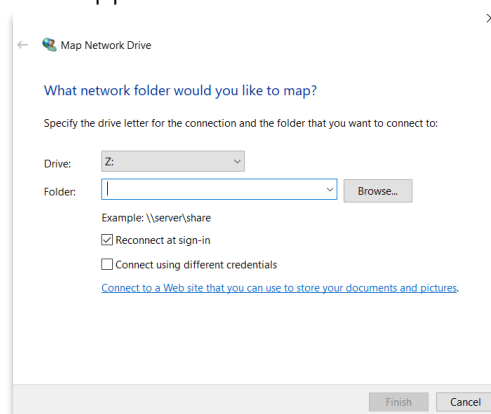 Map Network Drive
What network folder would you like to map?
Specify the drive letter for the connection and the folder that you want to connect to:
Drive: Z:
Folder: Browse...
Example: \\server\share
Reconnect at sign-in
Connect using different credentials
Connect to a Web site that you can use to store your documents and pictures.
Finish Cancel